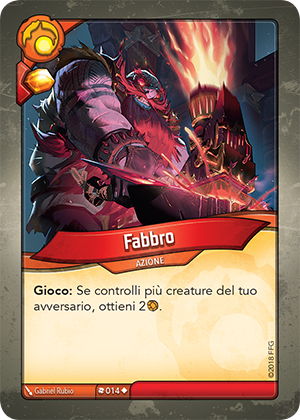 Fabbro
AZIONE
Gioco: Se controlli più creature del tuo
avversario, ottieni 2.
©2018 FFG
Gabriel Rubio
014